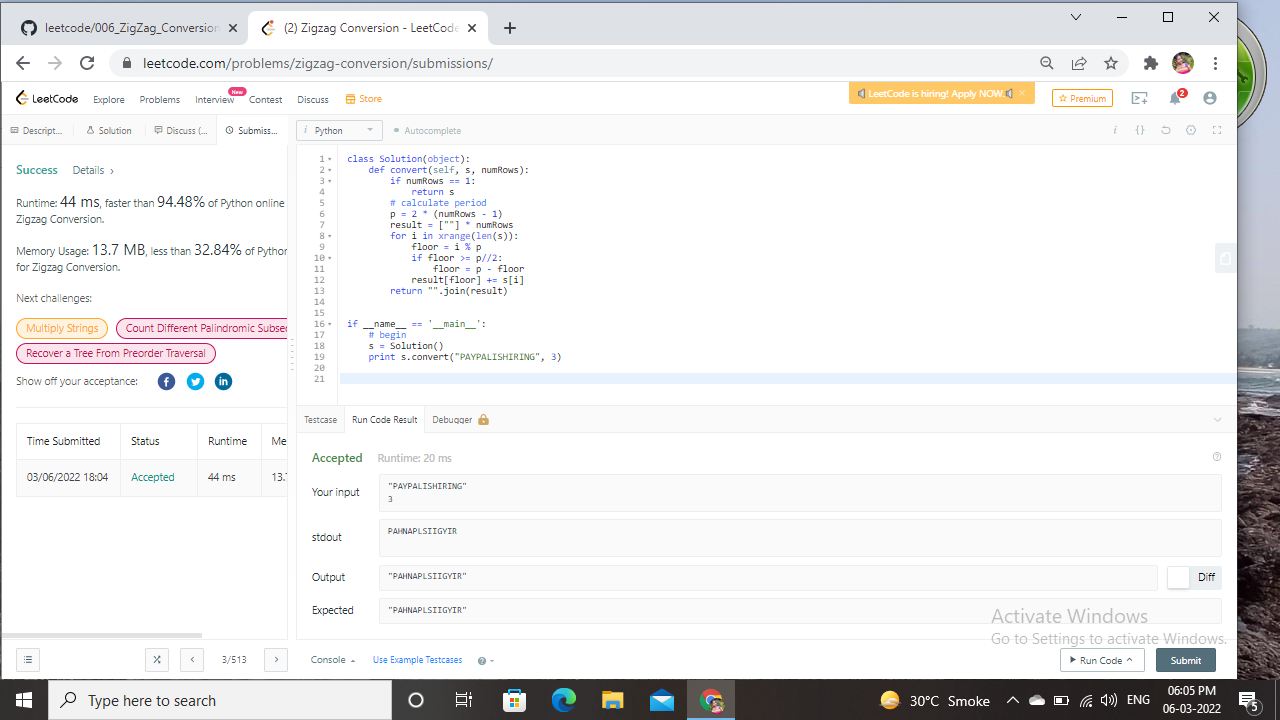 leetcode/006_ZigZag_Conversion
(2) Zigzag Conversion - LeetCode
leetcode.com/problems/zigzag-conversion/submissions/
LeetCode
Explore
Problems
Interview
New
Contest
Discuss
Store
LeetCode is hiring! Apply NOW.
Premium
2
Descript...
Solution
Discuss (...
Submiss...
i Python
Autocomplete
Success
Details
Runtime: 44 ms, faster than 94.48% of Python online
Zigzag Conversion.
Memory Usage: 13.7 MB, less than 32.84% of Python
for Zigzag Conversion.
Next challenges:
Multiply Strings
Count Different Palindromic Subse
Recover a Tree From Preorder Traversal
Show off your acceptance:
Time Submitted
Status
Runtime
Me
03/06/2022 18:04
Accepted
44 ms
13.7
3/513
1 class Solution(object):
2     def convert(self, s, numRows):
3         if numRows == 1:
4             return s
5         # calculate period
6         p = 2 * (numRows - 1)
7         result = [""] * numRows
8         for i in xrange(len(s)):
9             floor = i % p
10             if floor >= p//2:
11                 floor = p - floor
12             result[floor] += s[i]
13         return "".join(result)
14
15
16 if __name__ == '__main__':
17     # begin
18     s = Solution()
19     print s.convert("PAYPALISHIRING", 3)
20
21
Testcase
Run Code Result
Debugger
Accepted
Runtime: 20 ms
Your input
"PAYPALISHIRING"
3
stdout
PAHNAPLSIIGYIR
Output
"PAHNAPLSIIGYIR"
Diff
Expected
"PAHNAPLSIIGYIR"
Activate Windows
Go to Settings to activate Windows.
Console
Use Example Testcases
Run Code
Submit
Type here to search
30°C Smoke
ENG
06:05 PM
06-03-2022
5